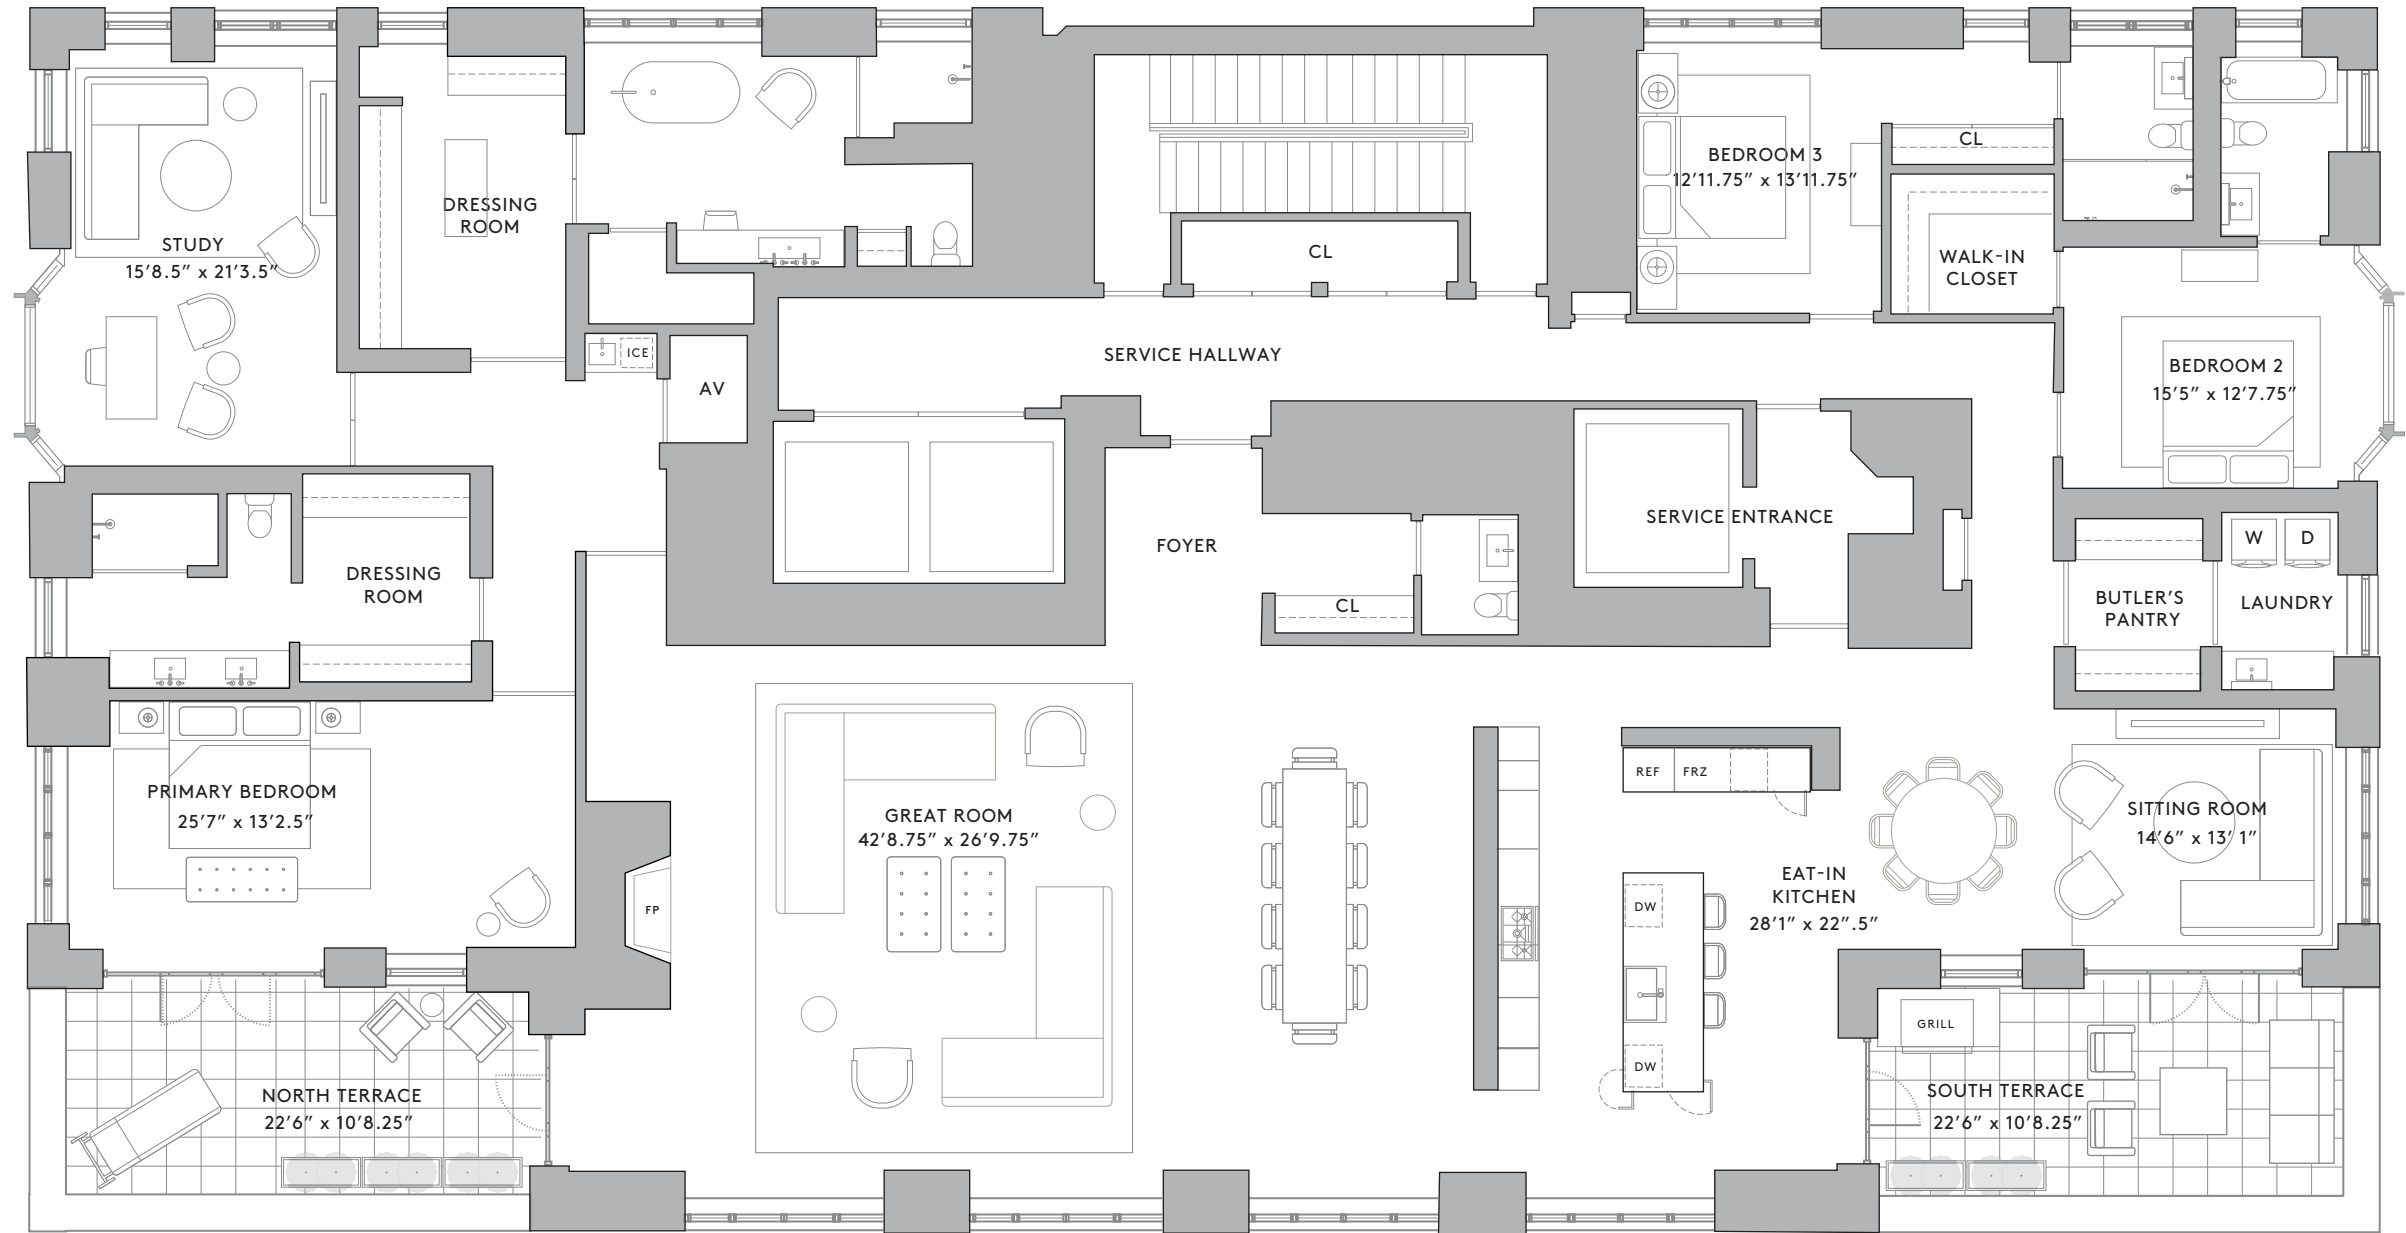 STUDY
15'8.5" x 21'3.5"
DRESSING
ROOM
ICE
AV
CL
SERVICE HALLWAY
BEDROOM 3
12'11.75" x 13'11.75"
CL
WALK-IN
CLOSET
BEDROOM 2
15'5" x 12'7.75"
DRESSING
ROOM
FOYER
CL
SERVICE ENTRANCE
BUTLER'S
PANTRY
W
D
LAUNDRY
PRIMARY BEDROOM
25'7" x 13'2.5"
FP
GREAT ROOM
42'8.75" x 26'9.75"
REF
FRZ
DW
DW
EAT-IN
KITCHEN
28'1" x 22".5"
SITTING ROOM
14'6" x 13' 1"
NORTH TERRACE
22'6" x 10'8.25"
GRILL
SOUTH TERRACE
22'6" x 10'8.25"